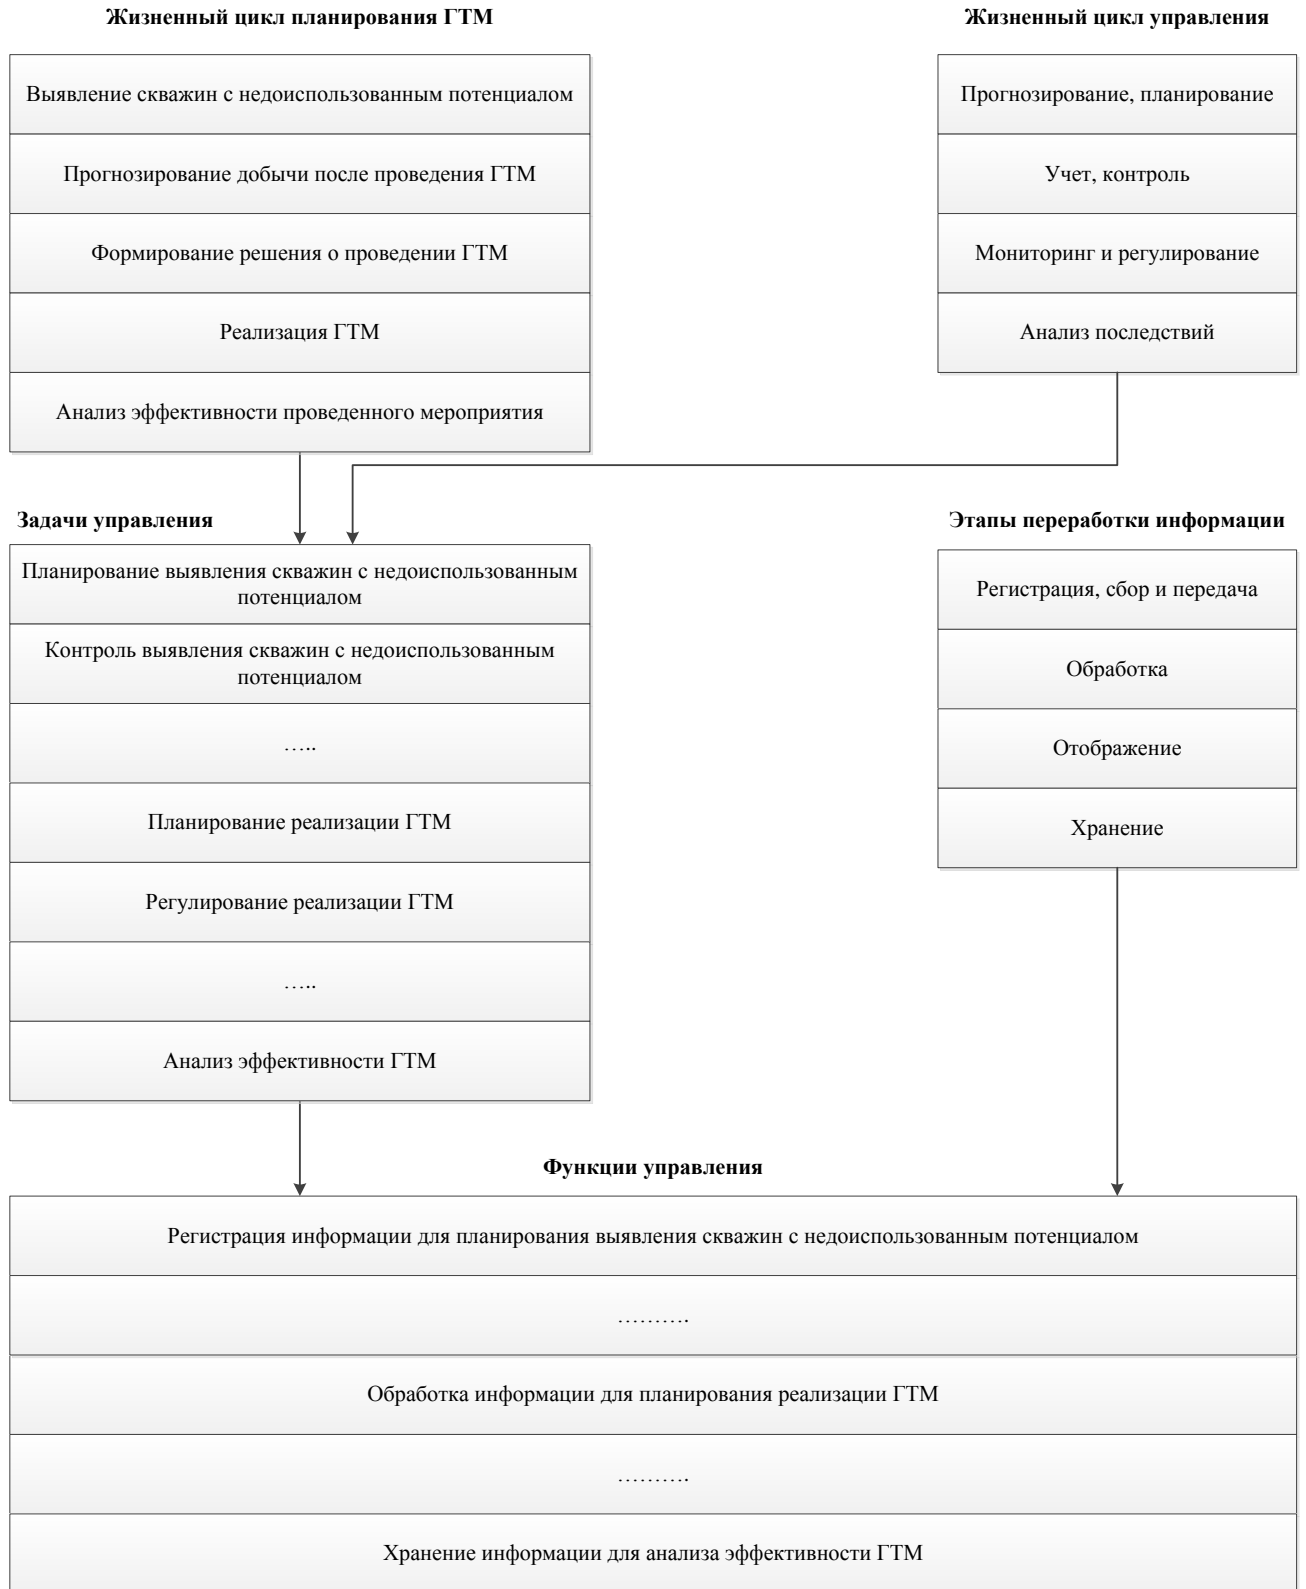 Жизненный цикл планирования ГТМ
Выявление скважин с недоиспользованным потенциалом
Прогнозирование добычи после проведения ГТМ
Формирование решения о проведении ГТМ
Реализация ГТМ
Анализ эффективности проведенного мероприятия
Жизненный цикл управления
Прогнозирование, планирование
Учет, контроль
Мониторинг и регулирование
Анализ последствий
Задачи управления
Планирование выявления скважин с недоиспользованным
потенциалом
Контроль выявления скважин с недоиспользованным
потенциалом
…..
Планирование реализации ГТМ
Регулирование реализации ГТМ
…..
Анализ эффективности ГТМ
Этапы переработки информации
Регистрация, сбор и передача
Обработка
Отображение
Хранение
Функции управления
Регистрация информации для планирования выявления скважин с недоиспользованным потенциалом
……….
Обработка информации для планирования реализации ГТМ
……….
Хранение информации для анализа эффективности ГТМ